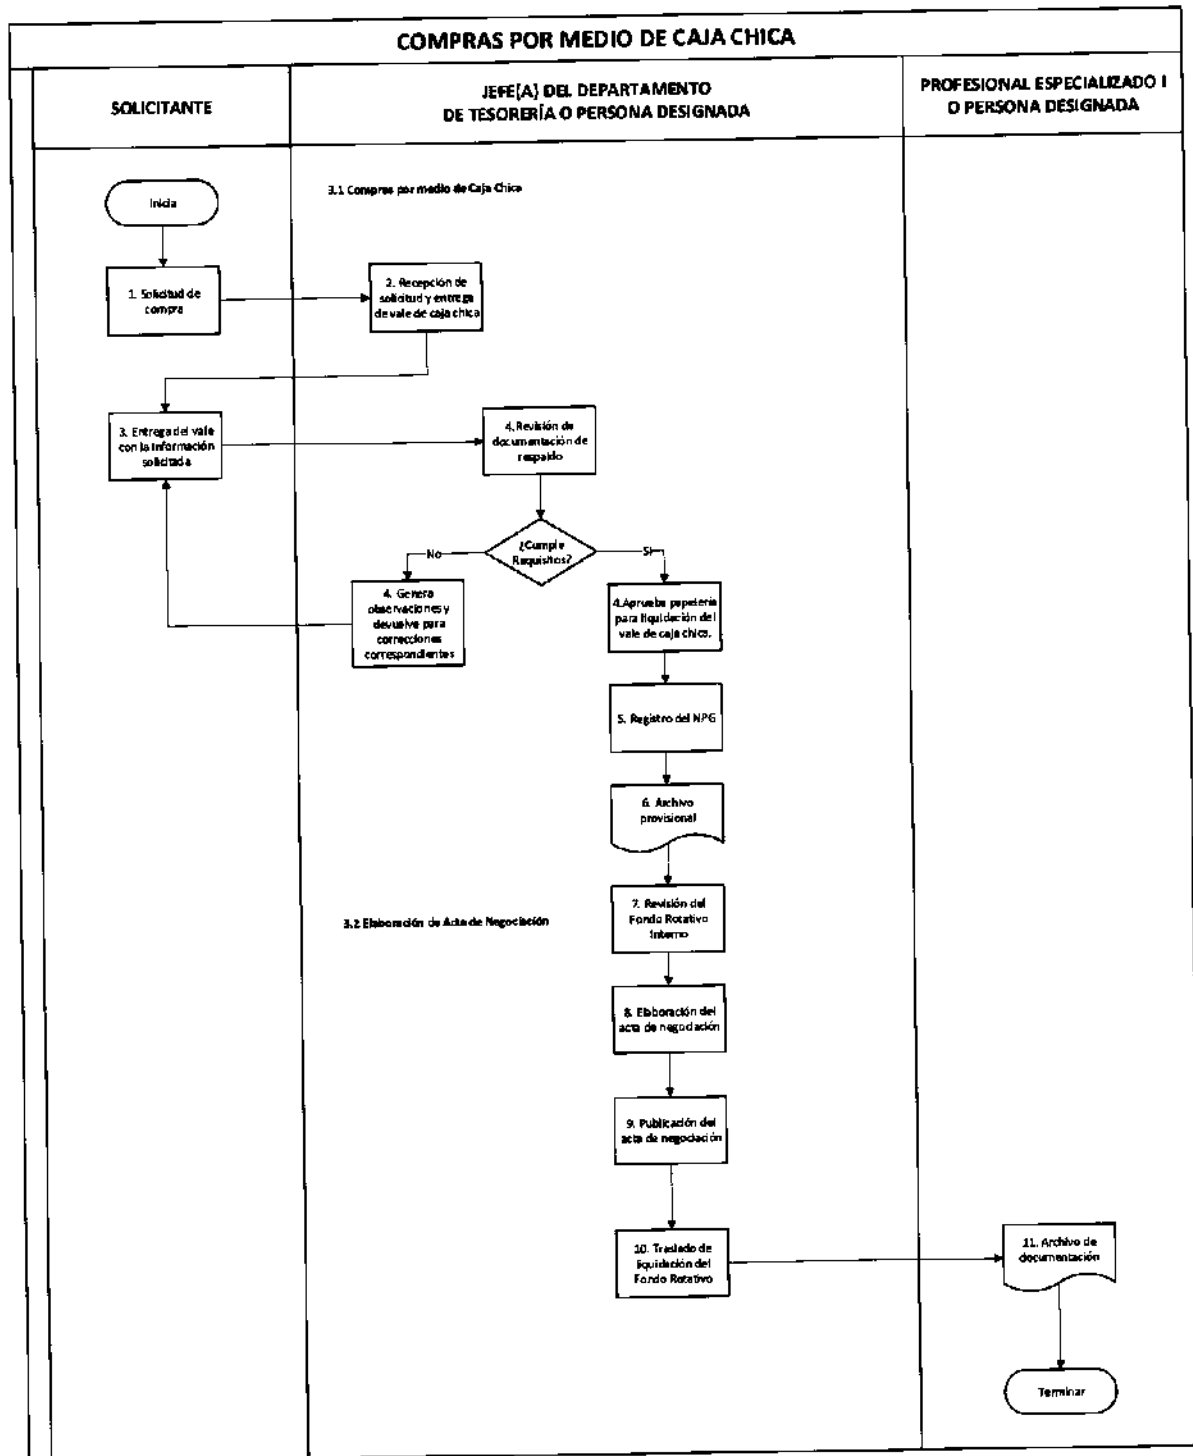 COMPRAS POR MEDIO DE CAJA CHICA
SOLICITANTE
JEFE(A) DEL DEPARTAMENTO
DE TESORERÍA O PERSONA DESIGNADA
PROFESIONAL ESPECIALIZADO I
O PERSONA DESIGNADA
3.1 Compras por medio de Caja Chica
Inicia
1. Solicitud de
compra
2. Recepción de
solicitud y entrega
de vale de caja chica
3. Entrega del vale
con la información
solicitada
4. Revisión de
documentación de
respaldo
¿Cumple
Requisitos?
No
Si
4. Genera
observaciones y
devuelve para
correcciones
correspondientes
4.Aprueba papelería
para liquidación del
vale de caja chica.
5. Registro del NPG
6. Archivo
provisional
3.2 Elaboración de Acta de Negociación
7. Revisión del
Fondo Rotativo
Interno
8. Elaboración del
acta de negociación
9. Publicación del
acta de negociación
10. Traslado de
liquidación del
Fondo Rotativo
11. Archivo de
documentación
Terminar